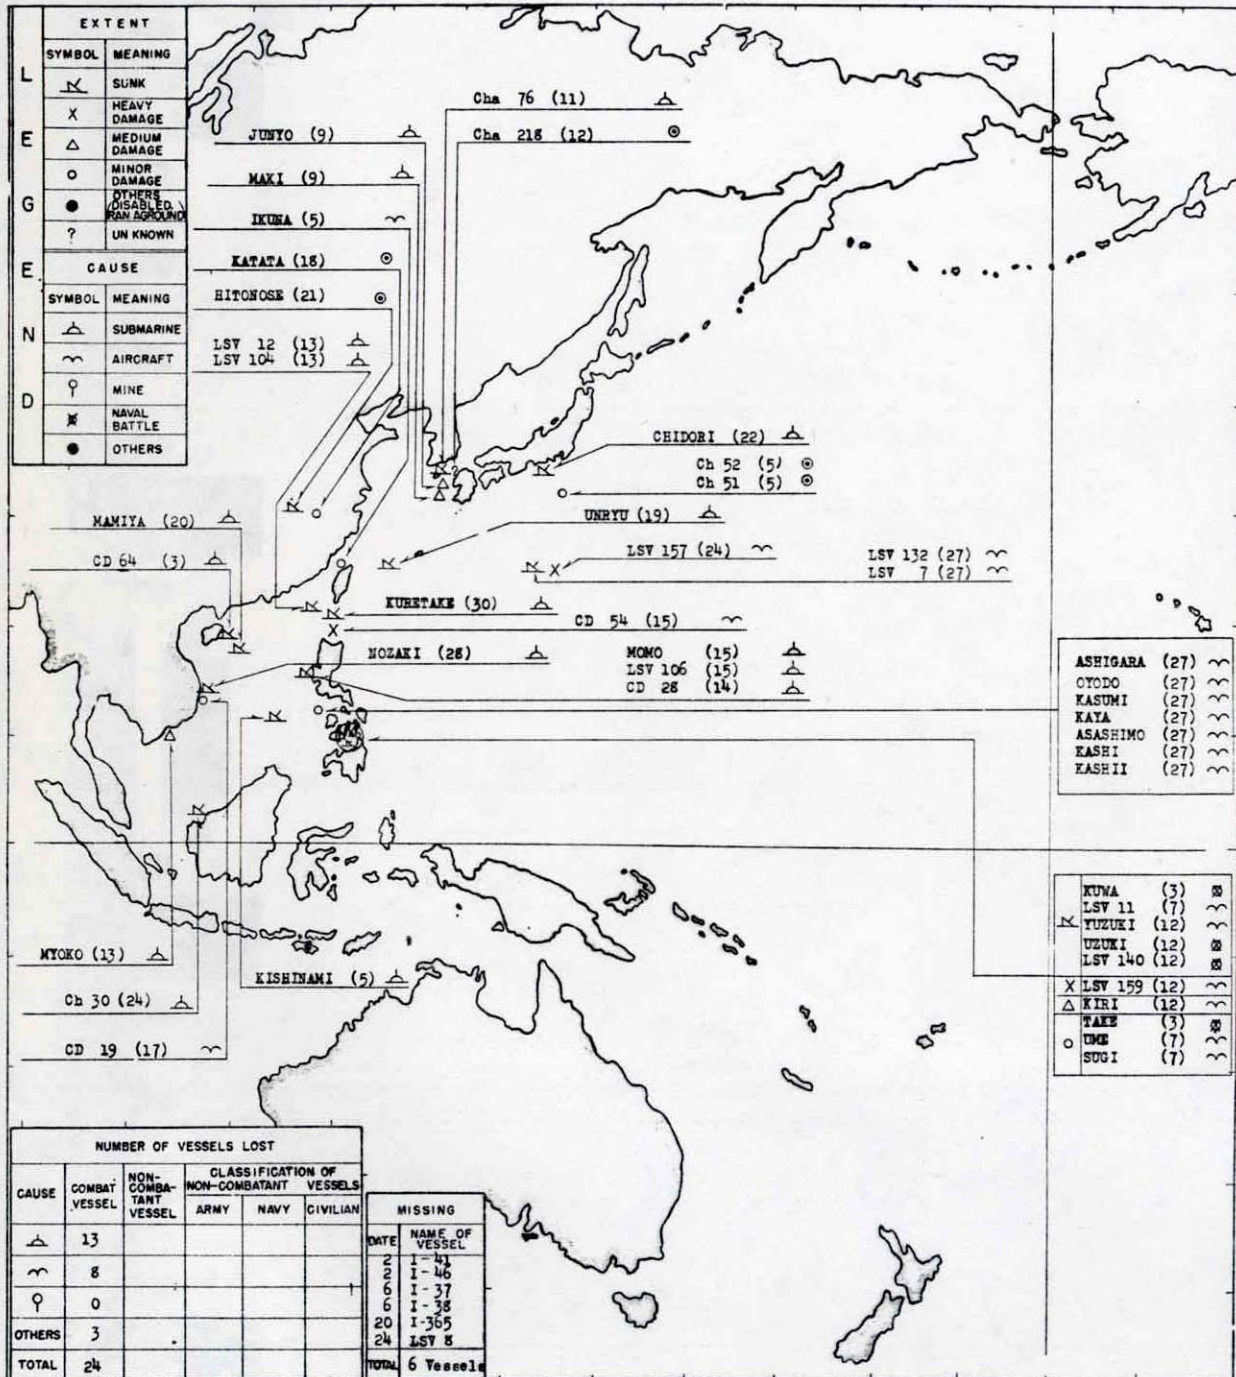 LEGEND
EXTENT
SYMBOL MEANING
SUNK
X HEAVY DAMAGE
MEDIUM DAMAGE
MINOR DAMAGE
OTHERS (DISABLED, RAN AGROUND)
? UN KNOWN
CAUSE
SYMBOL MEANING
SUBMARINE
AIRCRAFT
MINE
NAVAL BATTLE
OTHERS
Cha 76 (11)
Cha 218 (12)
JUNYO (9)
MAKI (9)
IKUNA (5)
KATATA (18)
HITONOSE (21)
LSV 12 (13)
LSV 104 (13)
CHIDORI (22)
Ch 52 (5)
Ch 51 (5)
MAMIYA (20)
UNRYU (19)
CD 64 (3)
LSV 157 (24)
LSV 132 (27)
LSV 7 (27)
X
KURETAKE (30)
CD 54 (15)
X
NOZAKI (28)
MOMO (15)
LSV 106 (15)
CD 28 (14)
ASHIGARA (27)
OYODO (27)
KASUMI (27)
KAYA (27)
ASASHIMO (27)
KASHI (27)
KASHII (27)
KUWA (3)
LSV 11 (7)
YUZUKI (12)
UZUKI (12)
LSV 140 (12)
X LSV 159 (12)
KIRI (12)
TAKE (3)
UME (7)
SUGI (7)
MYOKO (13)
KISHINAMI (5)
Ch 30 (24)
CD 19 (17)
NUMBER OF VESSELS LOST
CAUSE COMBAT VESSEL NON-COMBA-TANT VESSEL CLASSIFICATION OF NON-COMBATANT VESSELS
ARMY NAVY CIVILIAN
13
8
0
OTHERS 3
TOTAL 24
MISSING
DATE NAME OF VESSEL
2 I-41
2 I-46
6 I-37
6 I-38
20 I-365
24 LSV 8
TOTAL 6 Vessels